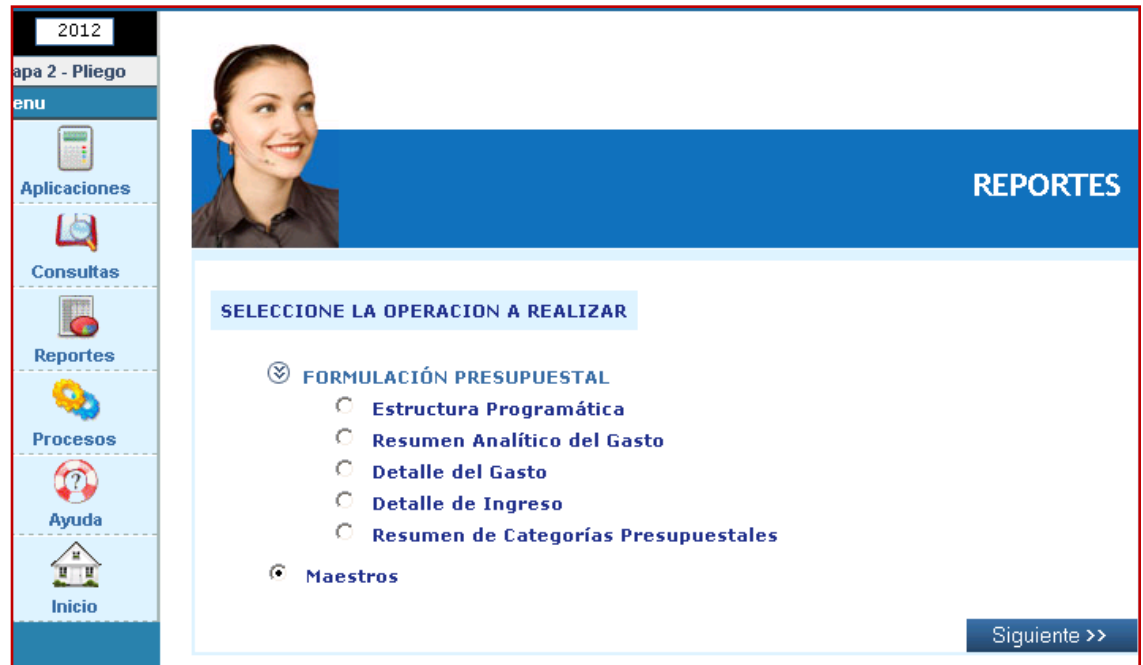 2012
apa 2 - Pliego
enu
Aplicaciones
Consultas
Reportes
Procesos
Ayuda
Inicio
REPORTES
SELECCIONE LA OPERACION A REALIZAR
FORMULACIÓN PRESUPUESTAL
Estructura Programática
Resumen Analítico del Gasto
Detalle del Gasto
Detalle de Ingreso
Resumen de Categorías Presupuestales
Maestros
Siguiente >>